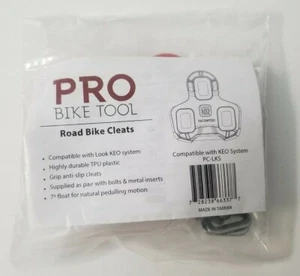 PRO
BIKE TOOL
Road Bike Cleats
• Compatible with Look KEO system
• Highly durable TPU plastic
• Grip anti-slip cleats
• Supplied as pair with bolts & metal inserts
• 7º float for natural pedalling motion
KEO
Compatible with KEO System
PC-LKS
MADE IN TAIWAN